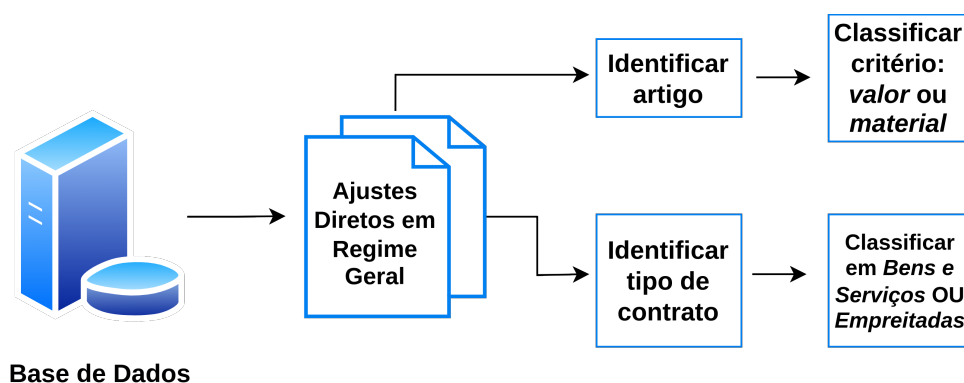 Base de Dados
Ajustes
Diretos em
Regime
Geral
Identificar
artigo
Classificar
critério:
valor ou
material
Identificar
tipo de
contrato
Classificar
em Bens e
Serviços OU
Empreitadas